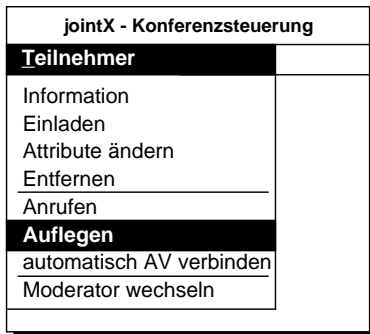 jointX - Konferenzsteuerung
Teilnehmer
Information
Einladen
Attribute ändern
Entfernen
Anrufen
Auflegen
automatisch AV verbinden
Moderator wechseln